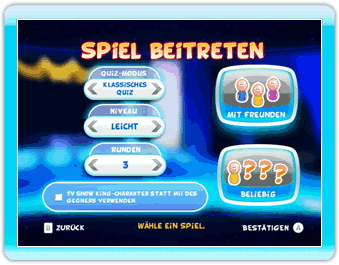 SPIEL BEITRETEN
QUIZ-MODUS
KLASSISCHES
QUIZ
NIVEAU
LEICHT
RUNDEN
3
MIT FREUNDEN
???
BELIEBIG
TV SHOW KING-CHARAKTER STATT MII DES
GEGNERS VERWENDEN
B ZURÜCK
WÄHLE EIN SPIEL.
BESTÄTIGEN A